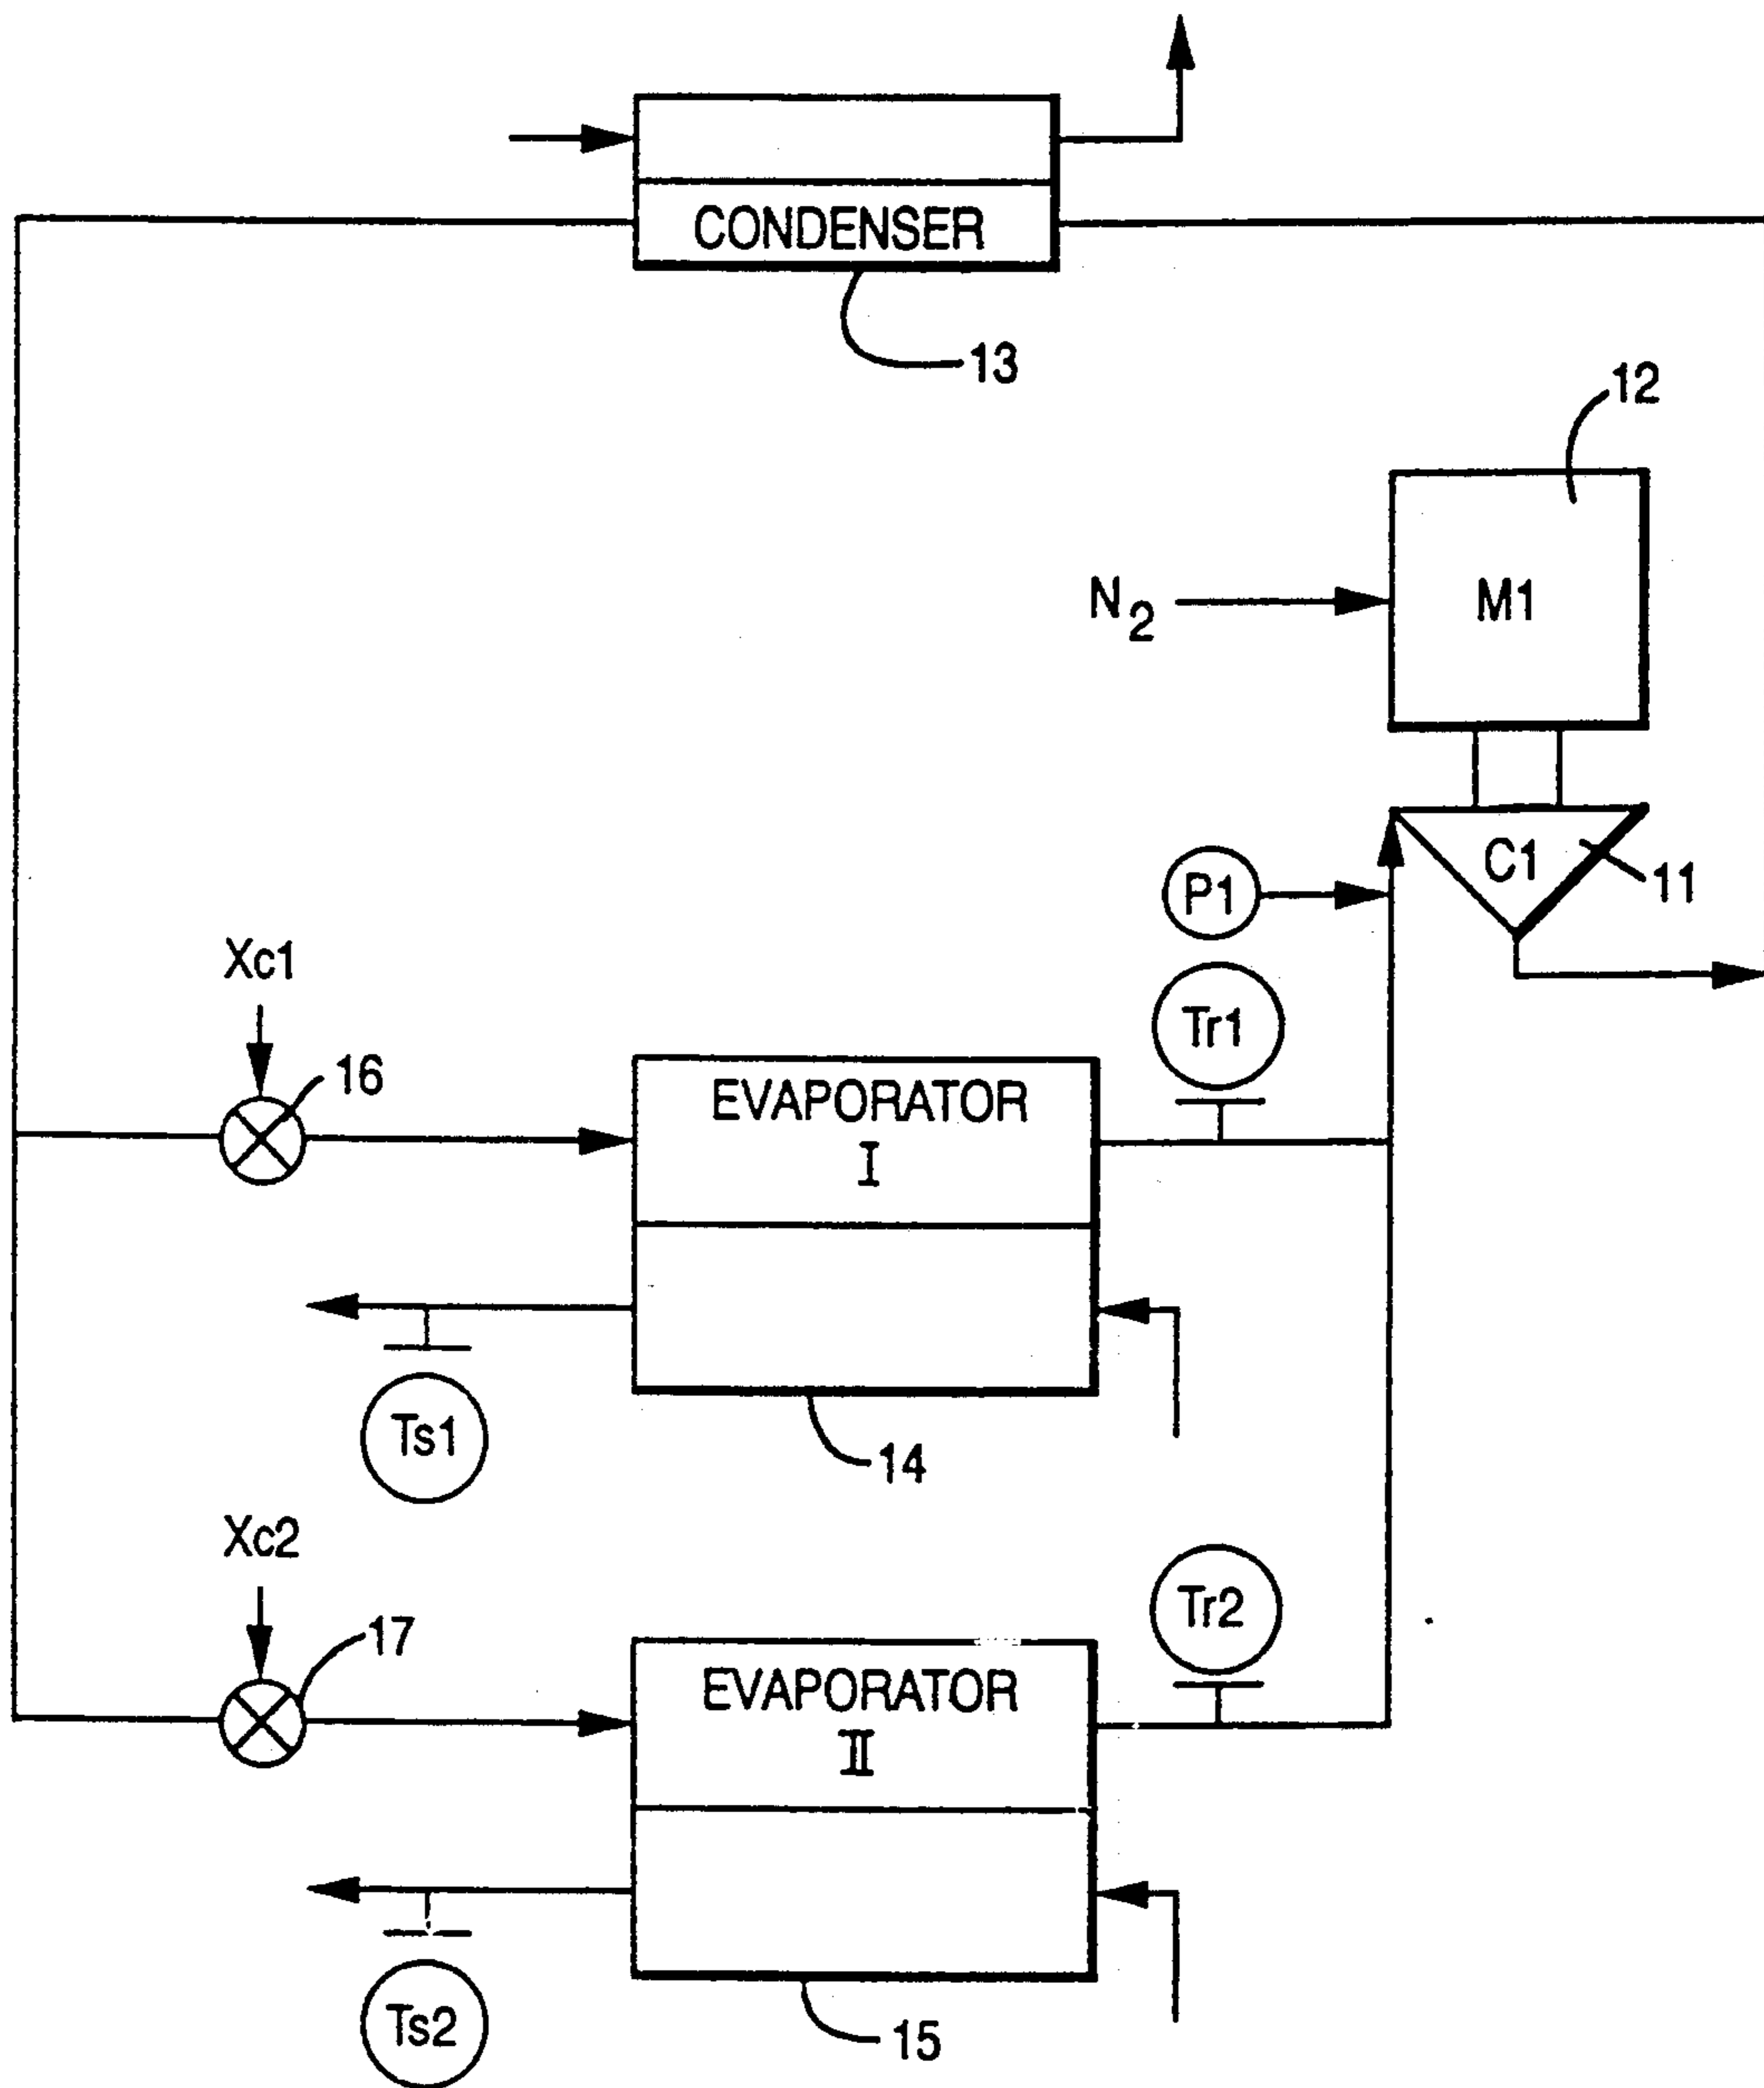 CONDENSER
13
12
N2
M1
C1
11
P1
Xc1
Tr1
16
EVAPORATOR
I
Ts1
14
Xc2
Tr2
17
EVAPORATOR
II
Ts2
15